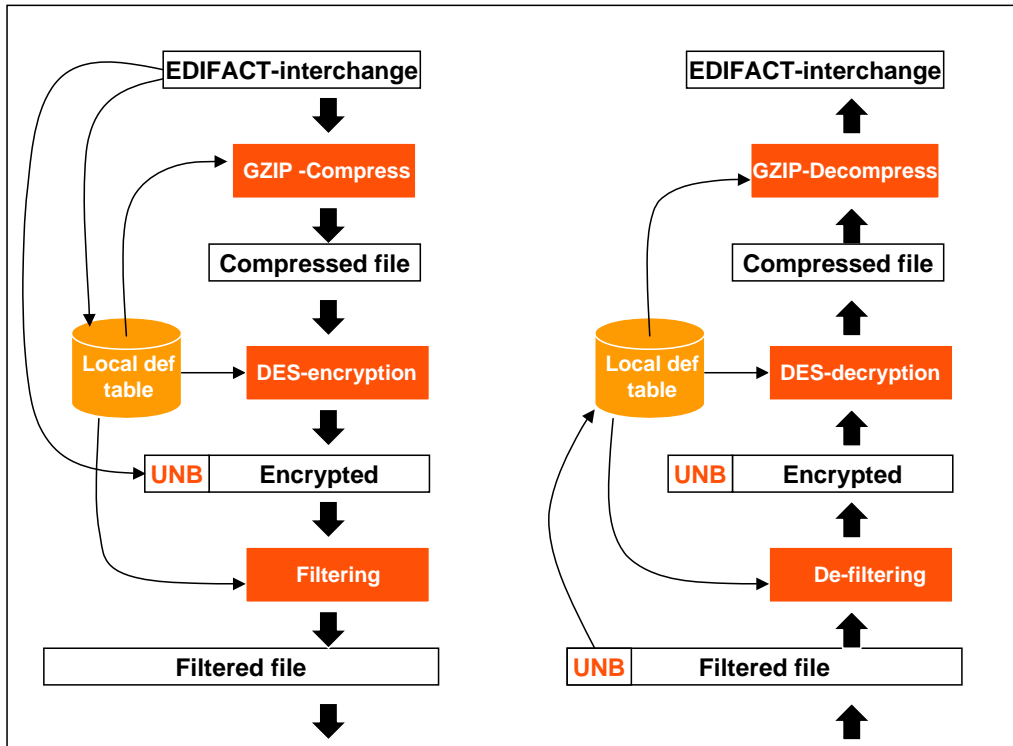 EDIFACT-interchange
GZIP -Compress
Compressed file
Local def
table
DES-encryption
UNB Encrypted
Filtering
Filtered file
EDIFACT-interchange
GZIP-Decompress
Compressed file
Local def
table
DES-decryption
UNB Encrypted
De-filtering
UNB Filtered file